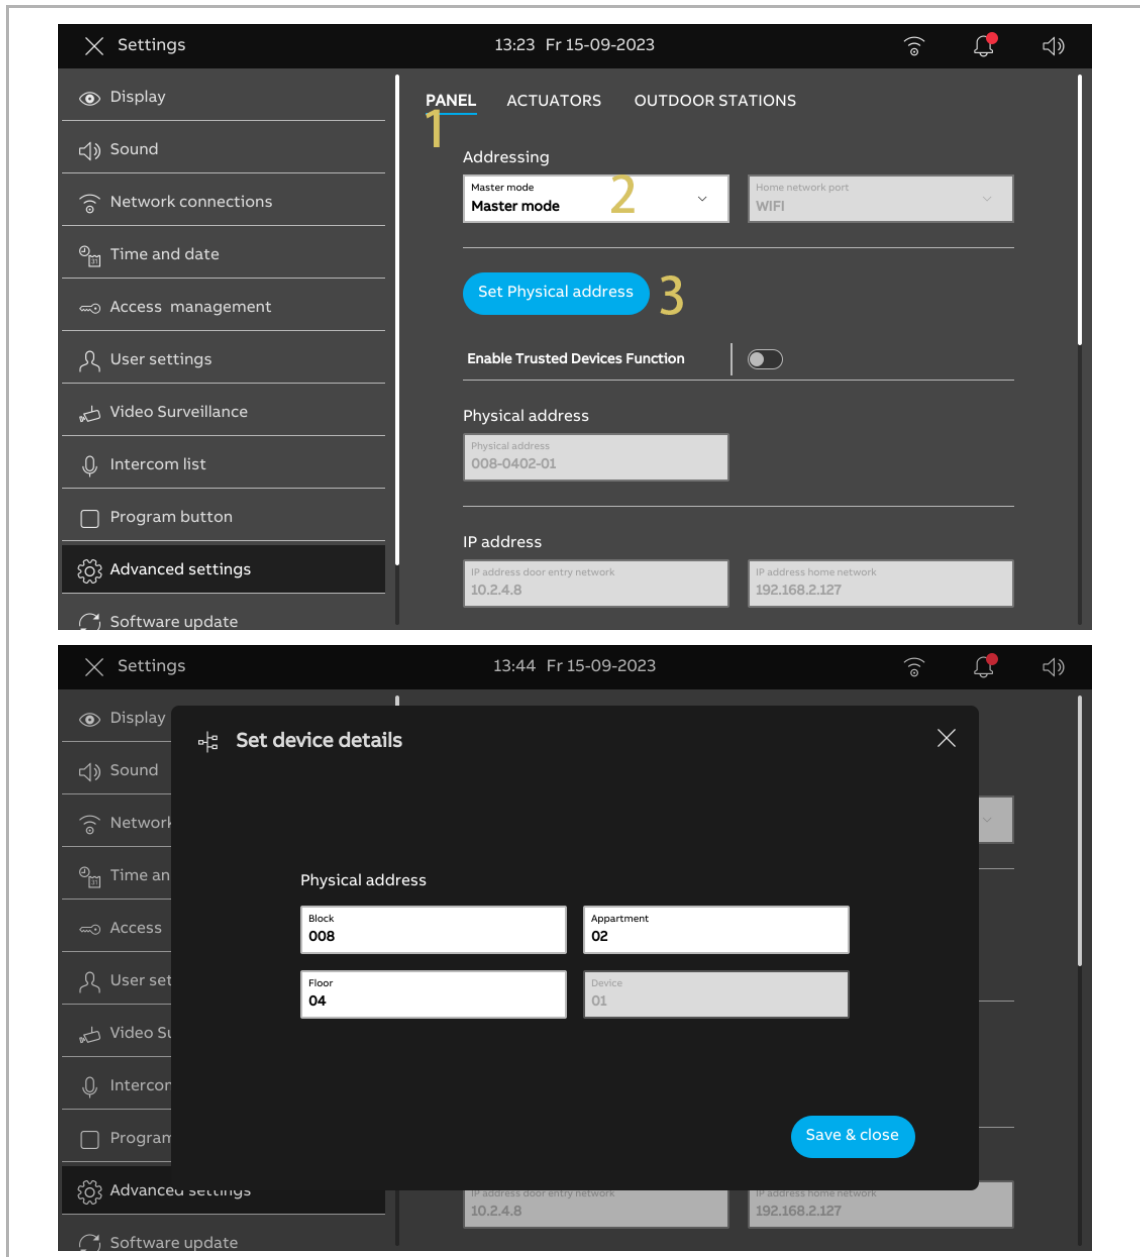 Settings
13:23 Fr 15-09-2023
Display
Sound
Network connections
Time and date
Access management
User settings
Video Surveillance
Intercom list
Program button
Advanced settings
Software update
PANEL ACTUATORS OUTDOOR STATIONS
1
Addressing
Master mode
Master mode
2
Home network port
WIFI
Set Physical address
3
Enable Trusted Devices Function
Physical address
Physical address
008-0402-01
IP address
IP address door entry network
10.2.4.8
IP address home network
192.168.2.127
Settings
13:44 Fr 15-09-2023
Display
Sound
Network
Time an
Access
User set
Video Su
Intercom
Program
Advanced settings
Software update
Set device details
Physical address
Block
008
Appartment
02
Floor
04
Device
01
Save & close
IP address door entry network
10.2.4.8
IP address home network
192.168.2.127